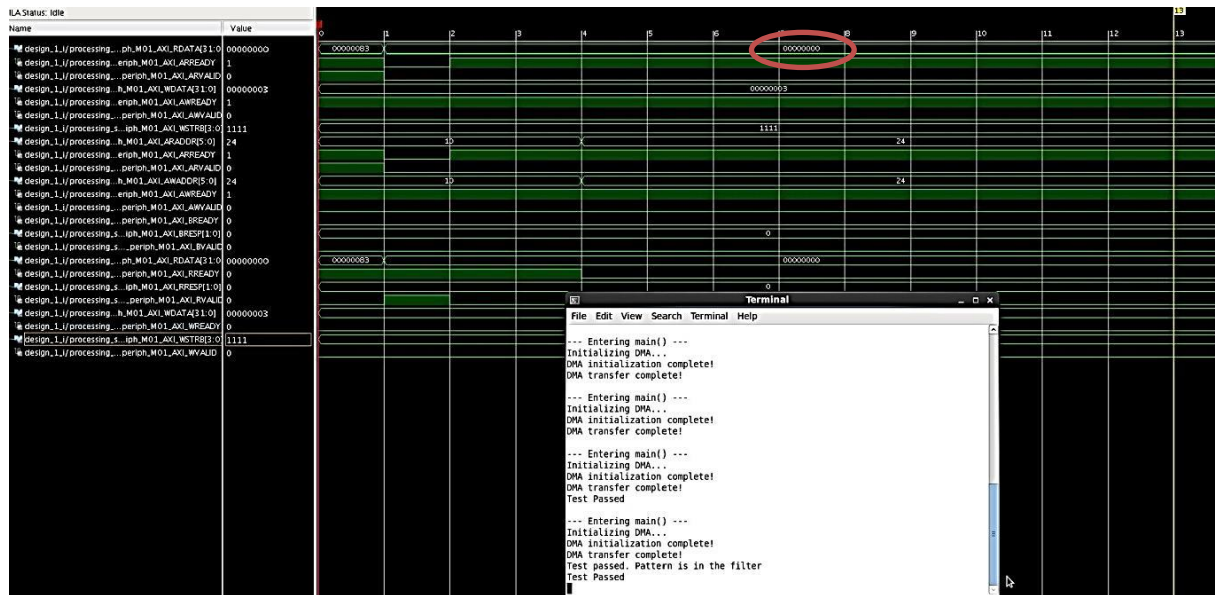 ILA Status: Idle
13
Name Value
0 1 2 3 4 5 6 7 8 9 10 11 12 13
design_1_i/processing_...ph_M01_AXI_RDATA[31:0 00000000 00000083 00000000
design_1_i/processing...eriph_M01_AXI_ARREADY 1
design_1_i/processing_...periph_M01_AXI_ARVALID 0
design_1_i/processing...h_M01_AXI_WDATA[31:0] 00000003 00000003
design_1_i/processing...eriph_M01_AXI_AWREADY 1
design_1_i/processing_...periph_M01_AXI_AWVALID 0
design_1_i/processing_s...iph_M01_AXI_WSTRB[3:0 1111 1111
design_1_i/processing...h_M01_AXI_ARADDR[5:0] 24 10 24
design_1_i/processing...eriph_M01_AXI_ARREADY 1
design_1_i/processing_...periph_M01_AXI_ARVALID 0
design_1_i/processing...h_M01_AXI_AWADDR[5:0] 24 10 24
design_1_i/processing...eriph_M01_AXI_AWREADY 1
design_1_i/processing_...periph_M01_AXI_AWVALID 0
design_1_i/processing_...periph_M01_AXI_BREADY 0
design_1_i/processing_s...iph_M01_AXI_BRESP[1:0] 0 0
design_1_i/processing_s..._periph_M01_AXI_BVALID 0
design_1_i/processing_...ph_M01_AXI_RDATA[31:0 00000000 00000083 00000000
design_1_i/processing_...periph_M01_AXI_RREADY 0
design_1_i/processing_s...iph_M01_AXI_RRESP[1:0] 0 0
design_1_i/processing_s..._periph_M01_AXI_RVALID 0
design_1_i/processing...h_M01_AXI_WDATA[31:0] 00000003
design_1_i/processing_...periph_M01_AXI_WREADY 0
design_1_i/processing_s...iph_M01_AXI_WSTRB[3:0 1111
design_1_i/processing_...periph_M01_AXI_WVALID 0
Terminal
File Edit View Search Terminal Help
--- Entering main() ---
Initializing DMA...
DMA initialization complete!
DMA transfer complete!
--- Entering main() ---
Initializing DMA...
DMA initialization complete!
DMA transfer complete!
--- Entering main() ---
Initializing DMA...
DMA initialization complete!
DMA transfer complete!
Test Passed
--- Entering main() ---
Initializing DMA...
DMA initialization complete!
DMA transfer complete!
Test passed. Pattern is in the filter
Test Passed